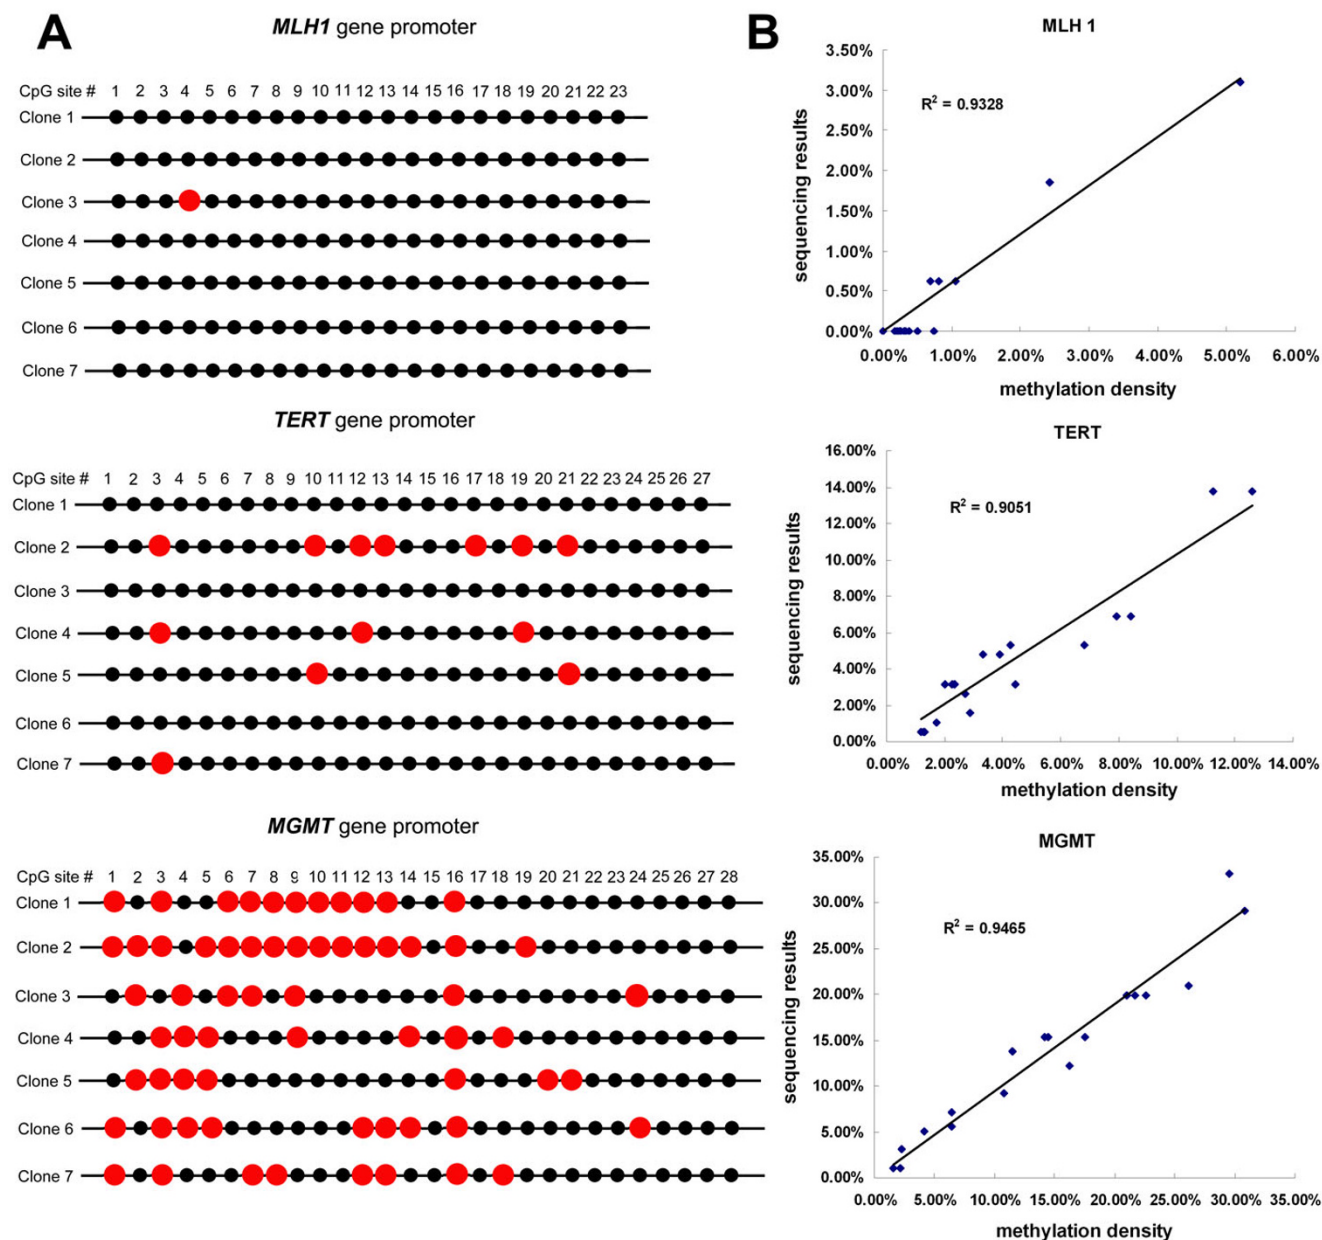 A
MLH1 gene promoter
CpG site # 1 2 3 4 5 6 7 8 9 10 11 12 13 14 15 16 17 18 19 20 21 22 23
Clone 1
Clone 2
Clone 3
Clone 4
Clone 5
Clone 6
Clone 7
TERT gene promoter
CpG site # 1 2 3 4 5 6 7 8 9 10 11 12 13 14 15 16 17 18 19 20 21 22 23 24 25 26 27
Clone 1
Clone 2
Clone 3
Clone 4
Clone 5
Clone 6
Clone 7
MGMT gene promoter
CpG site # 1 2 3 4 5 6 7 8 9 10 11 12 13 14 15 16 17 18 19 20 21 22 23 24 25 26 27 28
Clone 1
Clone 2
Clone 3
Clone 4
Clone 5
Clone 6
Clone 7
B
MLH 1
3.50%
3.00%
2.50%
2.00%
1.50%
1.00%
0.50%
0.00%
sequencing results
R² = 0.9328
0.00% 1.00% 2.00% 3.00% 4.00% 5.00% 6.00%
methylation density
TERT
16.00%
14.00%
12.00%
10.00%
8.00%
6.00%
4.00%
2.00%
0.00%
sequencing results
R² = 0.9051
0.00% 2.00% 4.00% 6.00% 8.00% 10.00% 12.00% 14.00%
methylation density
MGMT
35.00%
30.00%
25.00%
20.00%
15.00%
10.00%
5.00%
0.00%
sequencing results
R² = 0.9465
0.00% 5.00% 10.00% 15.00% 20.00% 25.00% 30.00% 35.00%
methylation density